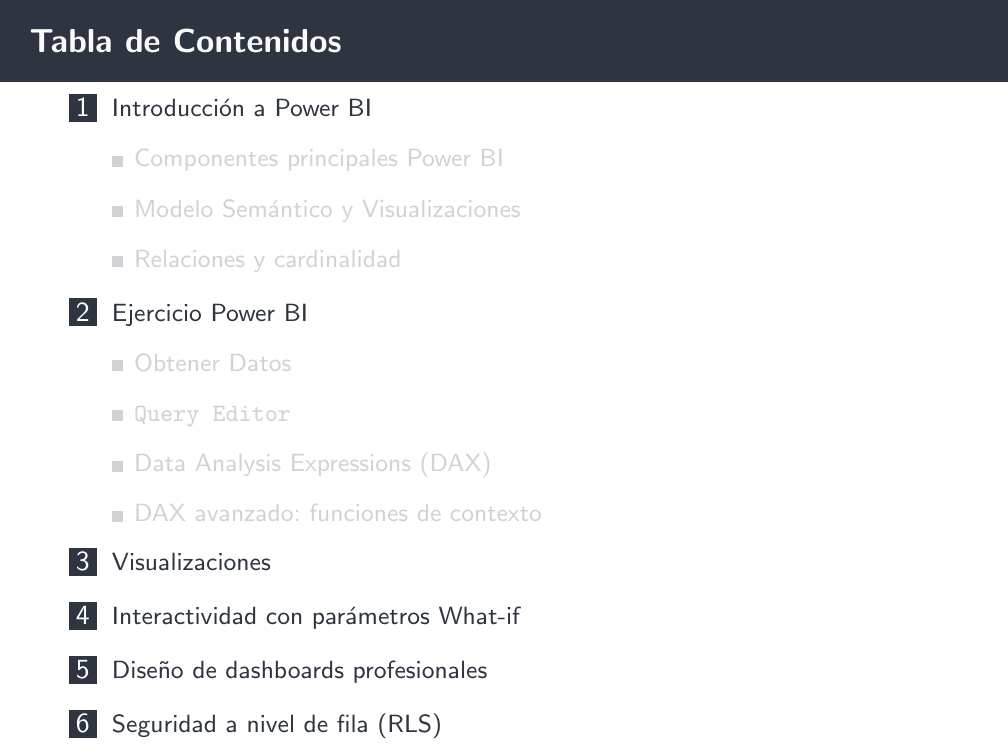 Tabla de Contenidos
1 Introducción a Power BI
Componentes principales Power BI
Modelo Semántico y Visualizaciones
Relaciones y cardinalidad
2 Ejercicio Power BI
Obtener Datos
Query Editor
Data Analysis Expressions (DAX)
DAX avanzado: funciones de contexto
3 Visualizaciones
4 Interactividad con parámetros What-if
5 Diseño de dashboards profesionales
6 Seguridad a nivel de fila (RLS)